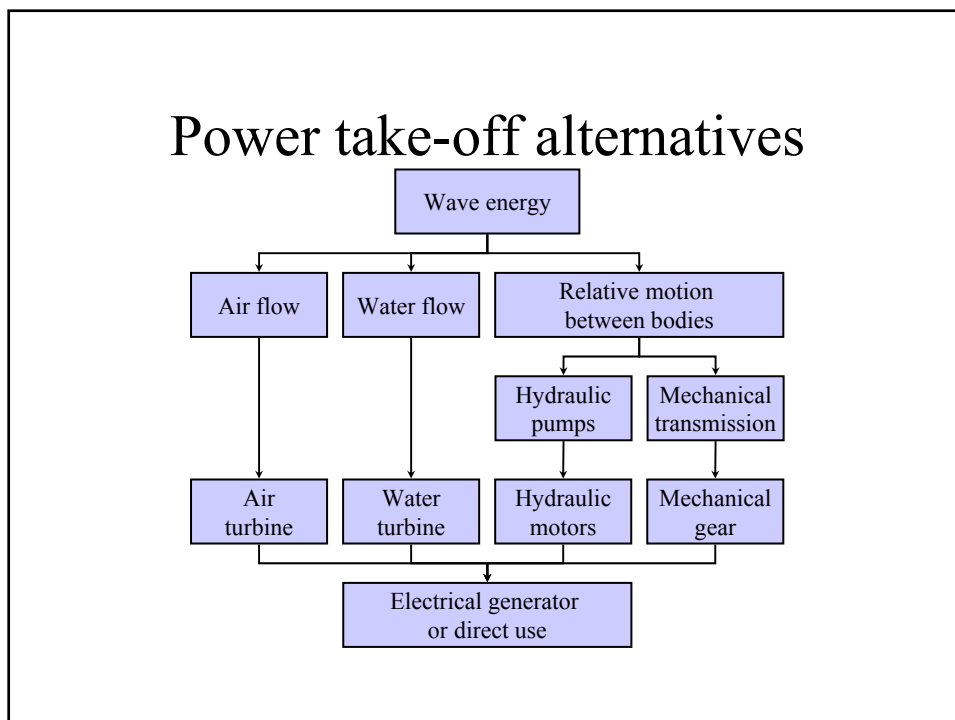 Power take-off alternatives
Wave energy
Air flow
Water flow
Relative motion
between bodies
Hydraulic
pumps
Mechanical
transmission
Air
turbine
Water
turbine
Hydraulic
motors
Mechanical
gear
Electrical generator
or direct use